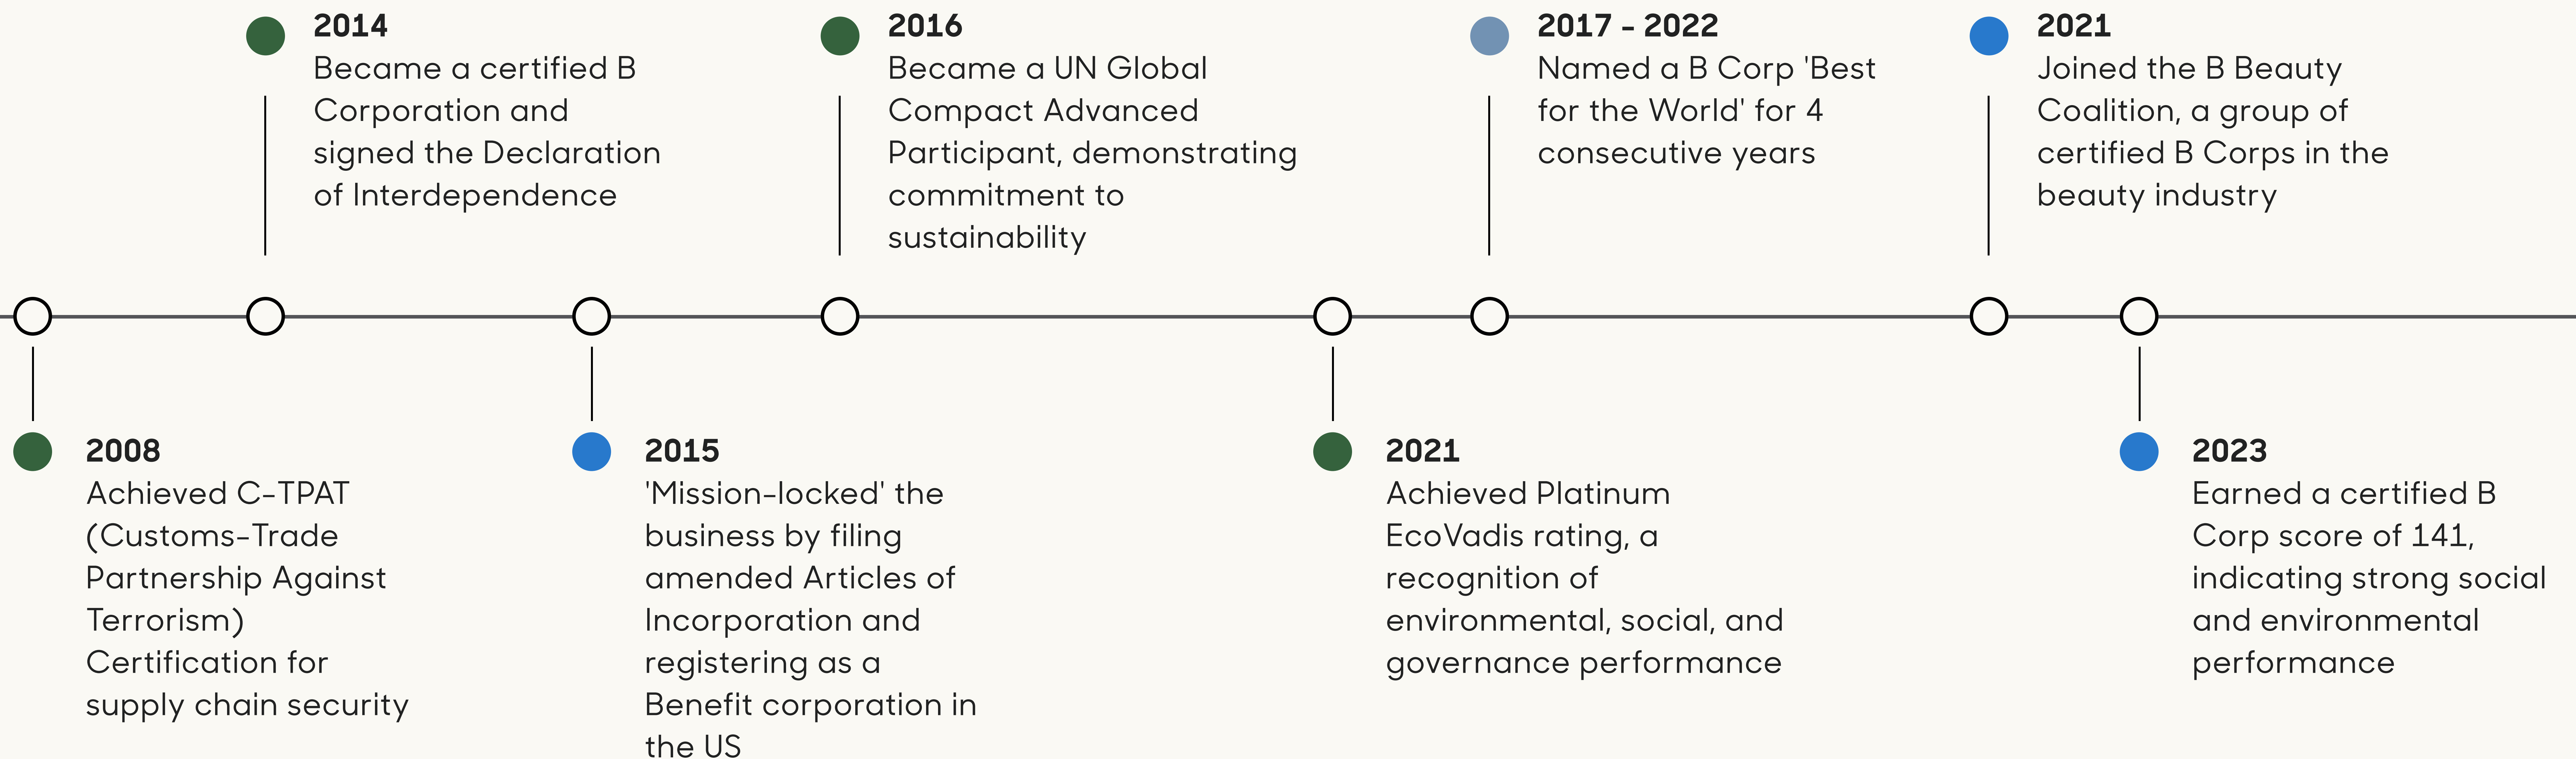 2014
Became a certified B
Corporation and
signed the Declaration
of Interdependence
2016
Became a UN Global
Compact Advanced
Participant, demonstrating
commitment to
sustainability
2017 - 2022
Named a B Corp 'Best
for the World' for 4
consecutive years
2021
Joined the B Beauty
Coalition, a group of
certified B Corps in the
beauty industry
2008
Achieved C-TPAT
(Customs-Trade
Partnership Against
Terrorism)
Certification for
supply chain security
2015
'Mission-locked' the
business by filing
amended Articles of
Incorporation and
registering as a
Benefit corporation in
the US
2021
Achieved Platinum
EcoVadis rating, a
recognition of
environmental, social, and
governance performance
2023
Earned a certified B
Corp score of 141,
indicating strong social
and environmental
performance